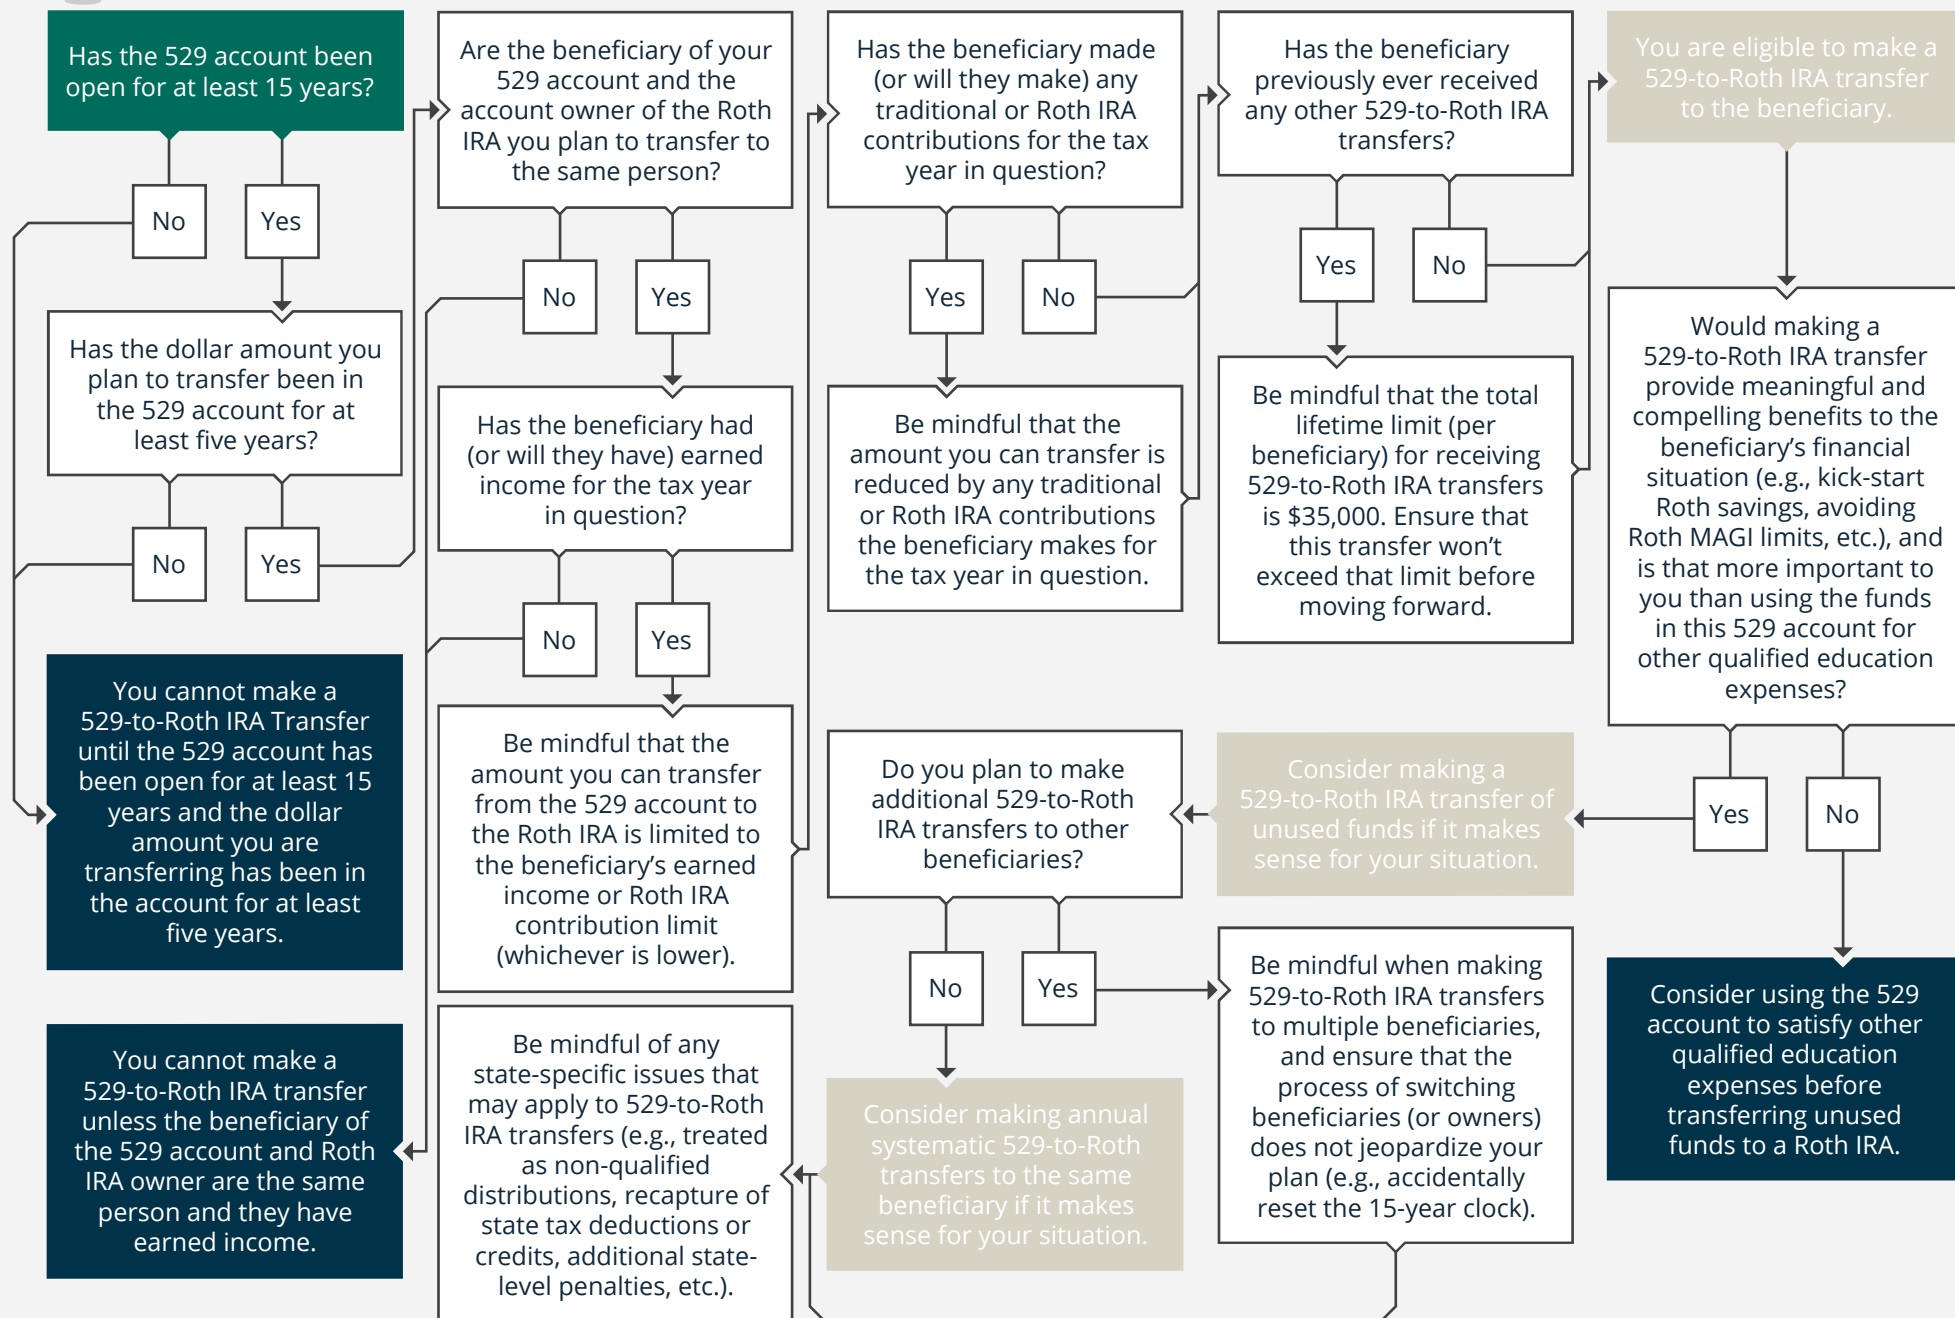 Has the 529 account been
open for at least 15 years?
No
Yes
Has the dollar amount you
plan to transfer been in
the 529 account for at
least five years?
No
Yes
You cannot make a
529-to-Roth IRA Transfer
until the 529 account has
been open for at least 15
years and the dollar
amount you are
transferring has been in
the account for at least
five years.
You cannot make a
529-to-Roth IRA transfer
unless the beneficiary of
the 529 account and Roth
IRA owner are the same
person and they have
earned income.
Are the beneficiary of your
529 account and the
account owner of the Roth
IRA you plan to transfer to
the same person?
No
Yes
Has the beneficiary had
(or will they have) earned
income for the tax year
in question?
No
Yes
Be mindful that the
amount you can transfer
from the 529 account to
the Roth IRA is limited to
the beneficiary's earned
income or Roth IRA
contribution limit
(whichever is lower).
Be mindful of any
state-specific issues that
may apply to 529-to-Roth
IRA transfers (e.g., treated
as non-qualified
distributions, recapture of
state tax deductions or
credits, additional state-
level penalties, etc.).
Has the beneficiary made
(or will they make) any
traditional or Roth IRA
contributions for the tax
year in question?
Yes
No
Be mindful that the
amount you can transfer is
reduced by any traditional
or Roth IRA contributions
the beneficiary makes for
the tax year in question.
Do you plan to make
additional 529-to-Roth
IRA transfers to other
beneficiaries?
No
Yes
Consider making annual
systematic 529-to-Roth
transfers to the same
beneficiary if it makes
sense for your situation.
Has the beneficiary
previously ever received
any other 529-to-Roth IRA
transfers?
Yes
No
Be mindful that the total
lifetime limit (per
beneficiary) for receiving
529-to-Roth IRA transfers
is $35,000. Ensure that
this transfer won't
exceed that limit before
moving forward.
Consider making a
529-to-Roth IRA transfer of
unused funds if it makes
sense for your situation.
Be mindful when making
529-to-Roth IRA transfers
to multiple beneficiaries,
and ensure that the
process of switching
beneficiaries (or owners)
does not jeopardize your
plan (e.g., accidentally
reset the 15-year clock).
You are eligible to make a
529-to-Roth IRA transfer
to the beneficiary.
Would making a
529-to-Roth IRA transfer
provide meaningful and
compelling benefits to the
beneficiary's financial
situation (e.g., kick-start
Roth savings, avoiding
Roth MAGI limits, etc.), and
is that more important to
you than using the funds
in this 529 account for
other qualified education
expenses?
Yes
No
Consider using the 529
account to satisfy other
qualified education
expenses before
transferring unused
funds to a Roth IRA.